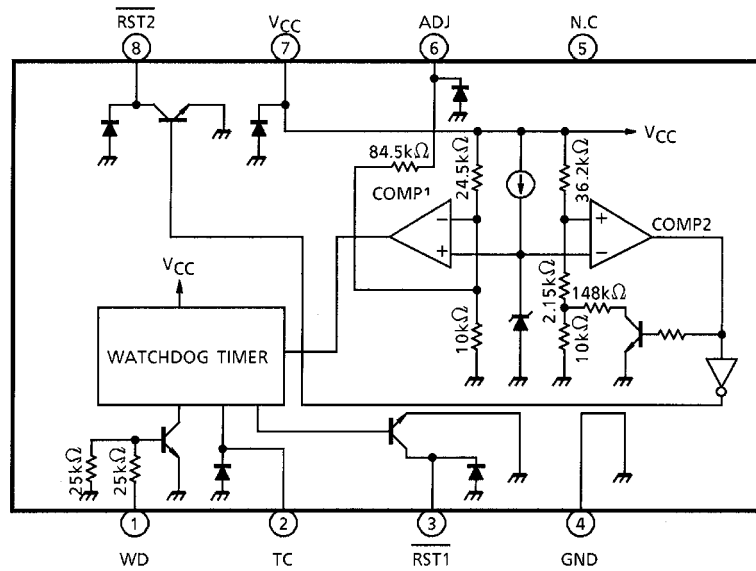 RST2
VCC
ADJ
N.C
8
7
6
5
VCC
84.5kΩ
24.5kΩ
36.2kΩ
COMP1
COMP2
−
+
+
−
2.15kΩ
148kΩ
10kΩ
10kΩ
VCC
WATCHDOG TIMER
25kΩ
25kΩ
1
2
3
4
WD
TC
RST1
GND